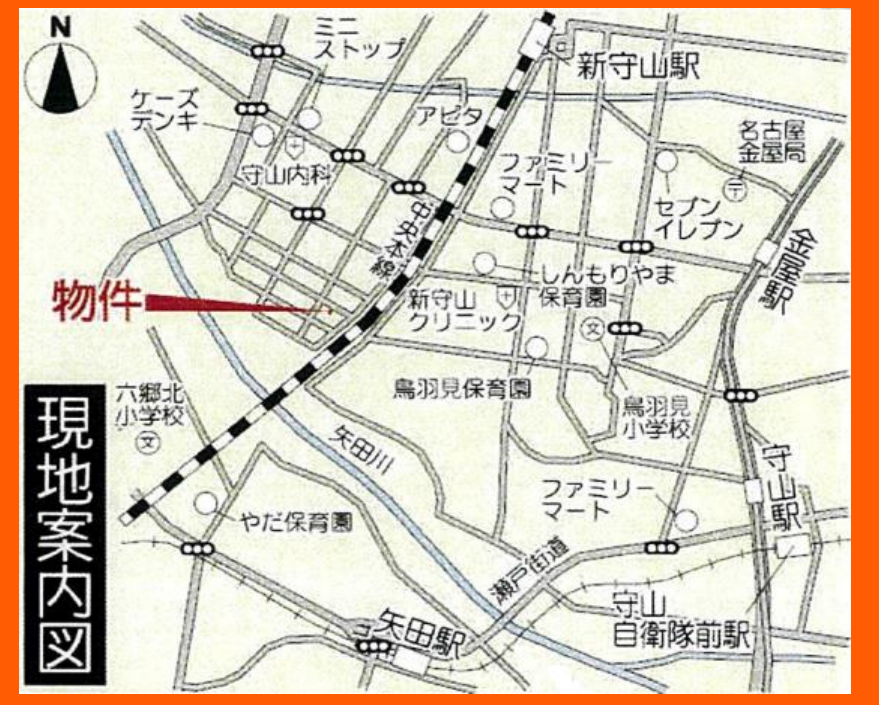 N
ミニ
ストップ
新守山駅
ケーズ
デンキ
アピタ
名古屋
金屋局
守山内科
ファミリー
マート
セブン
イレブン
中央本線
金屋駅
しんもりやま
保育園
物件
新守山
クリニック
文
六郷北
小学校
文
鳥羽見保育園
鳥羽見
小学校
現地案内図
矢田川
守山駅
ファミリー
マート
やだ保育園
瀬戸街道
守山
自衛隊前駅
矢田駅